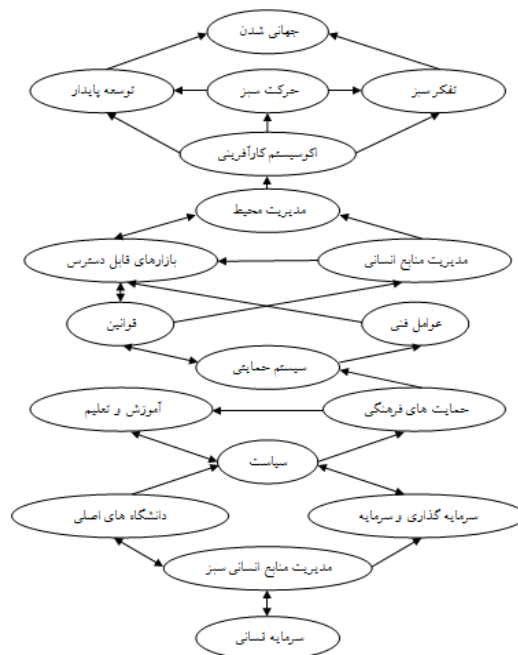 جهانی شدن
تفکر سبز
حرکت سبز
توسعه پایدار
اکوسیستم کارآفرینی
مدیریت محیط
مدیریت منابع انسانی
بازارهای قابل دسترس
عوامل فنی
قوانین
سیستم حمایتی
حمایت های فرهنگی
آموزش و تعلیم
سیاست
سرمایه گذاری و سرمایه
دانشگاه های اصلی
مدیریت منابع انسانی سبز
سرمایه نسانی